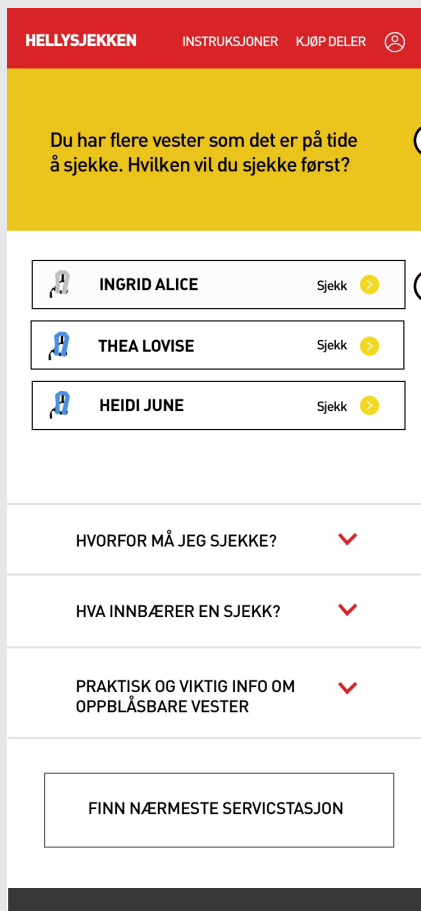 HELLYSJEKKEN INSTRUKSJONER KJØP DELER
Du har flere vester som det er på tide
å sjekke. Hvilken vil du sjekke først?
INGRID ALICE Sjekk
THEA LOVISE Sjekk
HEIDI JUNE Sjekk
HVORFOR MÅ JEG SJEKKE?
HVA INNBÆRER EN SJEKK?
PRAKTISK OG VIKTIG INFO OM
OPPBLÅSBARE VESTER
FINN NÆRMESTE SERVICSTASJON